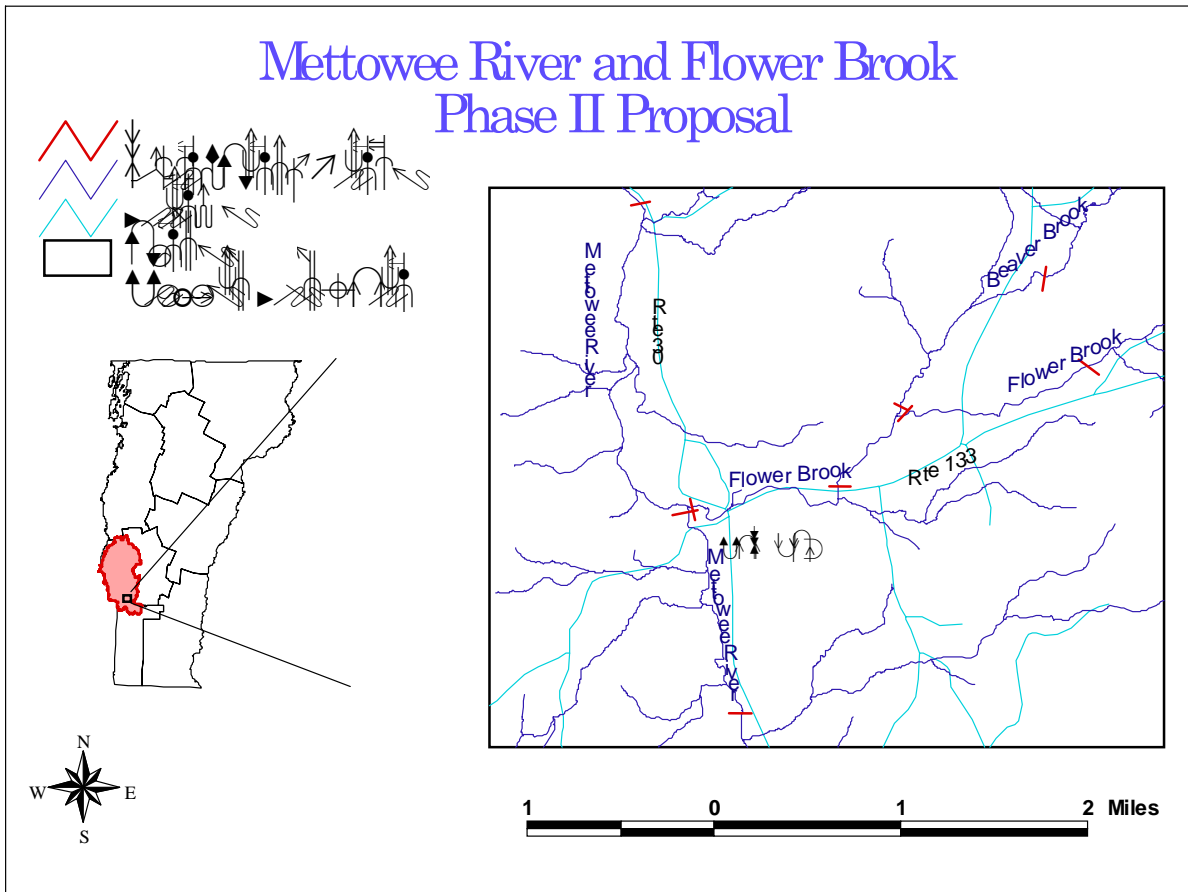 Mettowee River and Flower Brook
Phase II Proposal
Mettowee River
Rte 30
Beaver Brook
Flower Brook
Flower Brook
Rte 133
Mettowee River
N
W
E
S
1 0 1 2 Miles